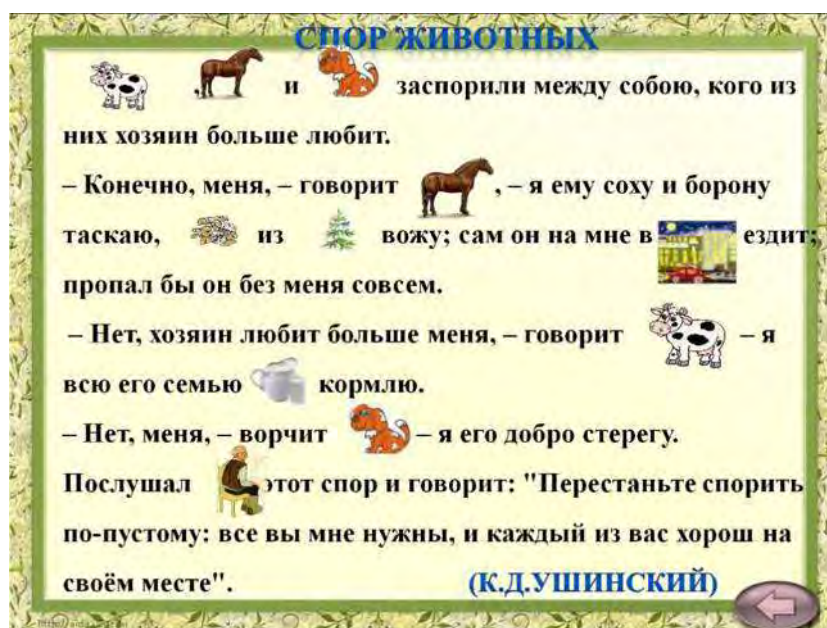 СПОР ЖИВОТНЫХ
, и заспорили между собою, кого из
них хозяин больше любит.
– Конечно, меня, – говорит , – я ему соху и борону
таскаю, из вожу; сам он на мне в ездит;
пропал бы он без меня совсем.
– Нет, хозяин любит больше меня, – говорит – я
всю его семью кормлю.
– Нет, меня, – ворчит – я его добро стерегу.
Послушал этот спор и говорит: "Перестаньте спорить
по-пустому: все вы мне нужны, и каждый из вас хорош на
своём месте". (К.Д.УШИНСКИЙ)